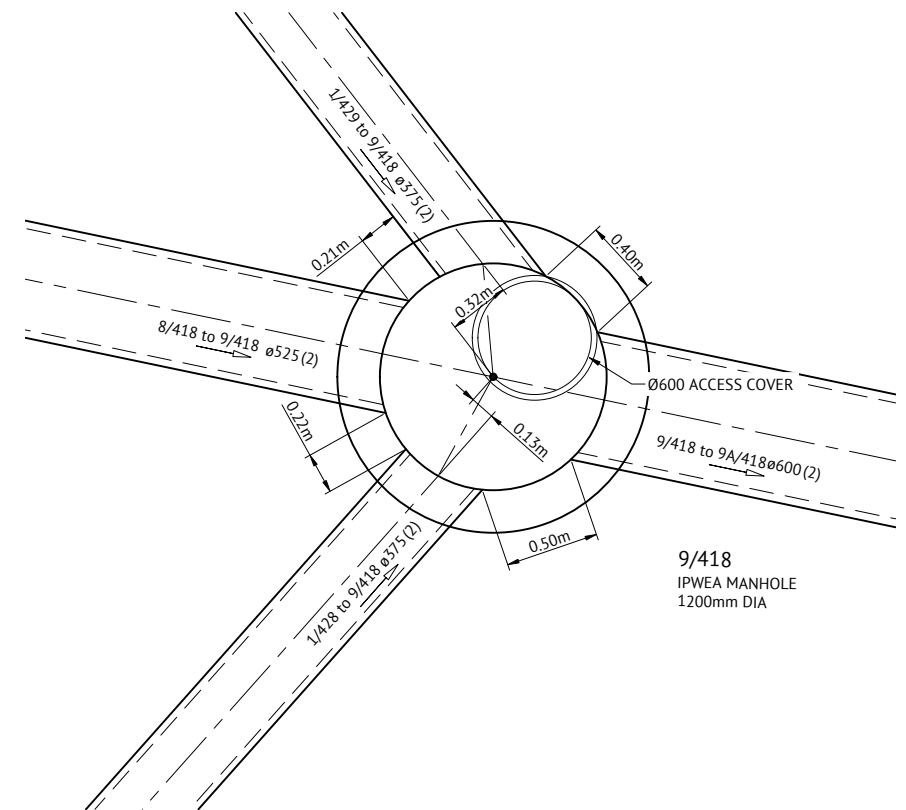 1/429 to 9/418 ø375(2)
0.21m
0.40m
0.32m
8/418 to 9/418 ø525(2)
Ø600 ACCESS COVER
0.22m
0.13m
9/418 to 9A/418ø600(2)
0.50m
1/428 to 9/418 ø375(2)
9/418
IPWEA MANHOLE
1200mm DIA